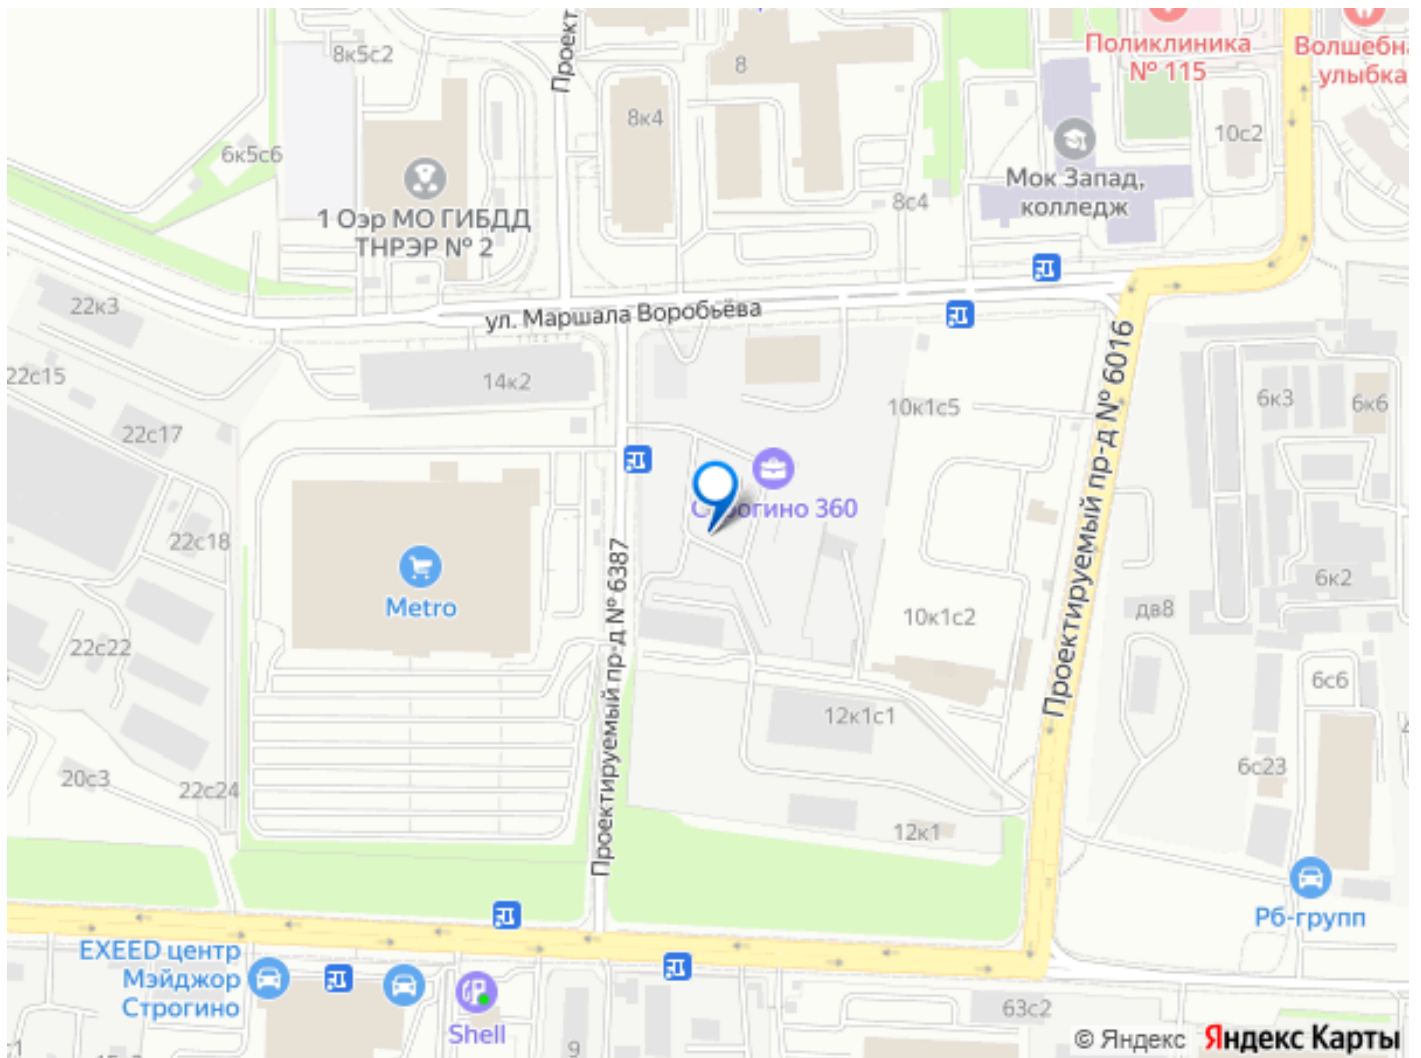 8к5с2
Проект
8
Поликлиника
№ 115
Волшебна
улыбка
8к4
10с2
6к5с6
Мок Запад,
колледж
1 Оэр МО ГИБДД
ТНРЭР № 2
8с4
22к3
ул. Маршала Воробьёва
22с15
14к2
10к1с5
6к3
6к6
22с17
Строгино 360
22с18
Проектируемый пр-д № 6387
Проектируемый пр-д № 6016
Metro
6к2
дв8
10к1с2
22с22
6с6
12к1с1
20с3
22с24
6с23
12к1
Рб-групп
EXEED центр
Мэйджор
Строгино
Shell
63с2
9
© Яндекс
Яндекс Карты